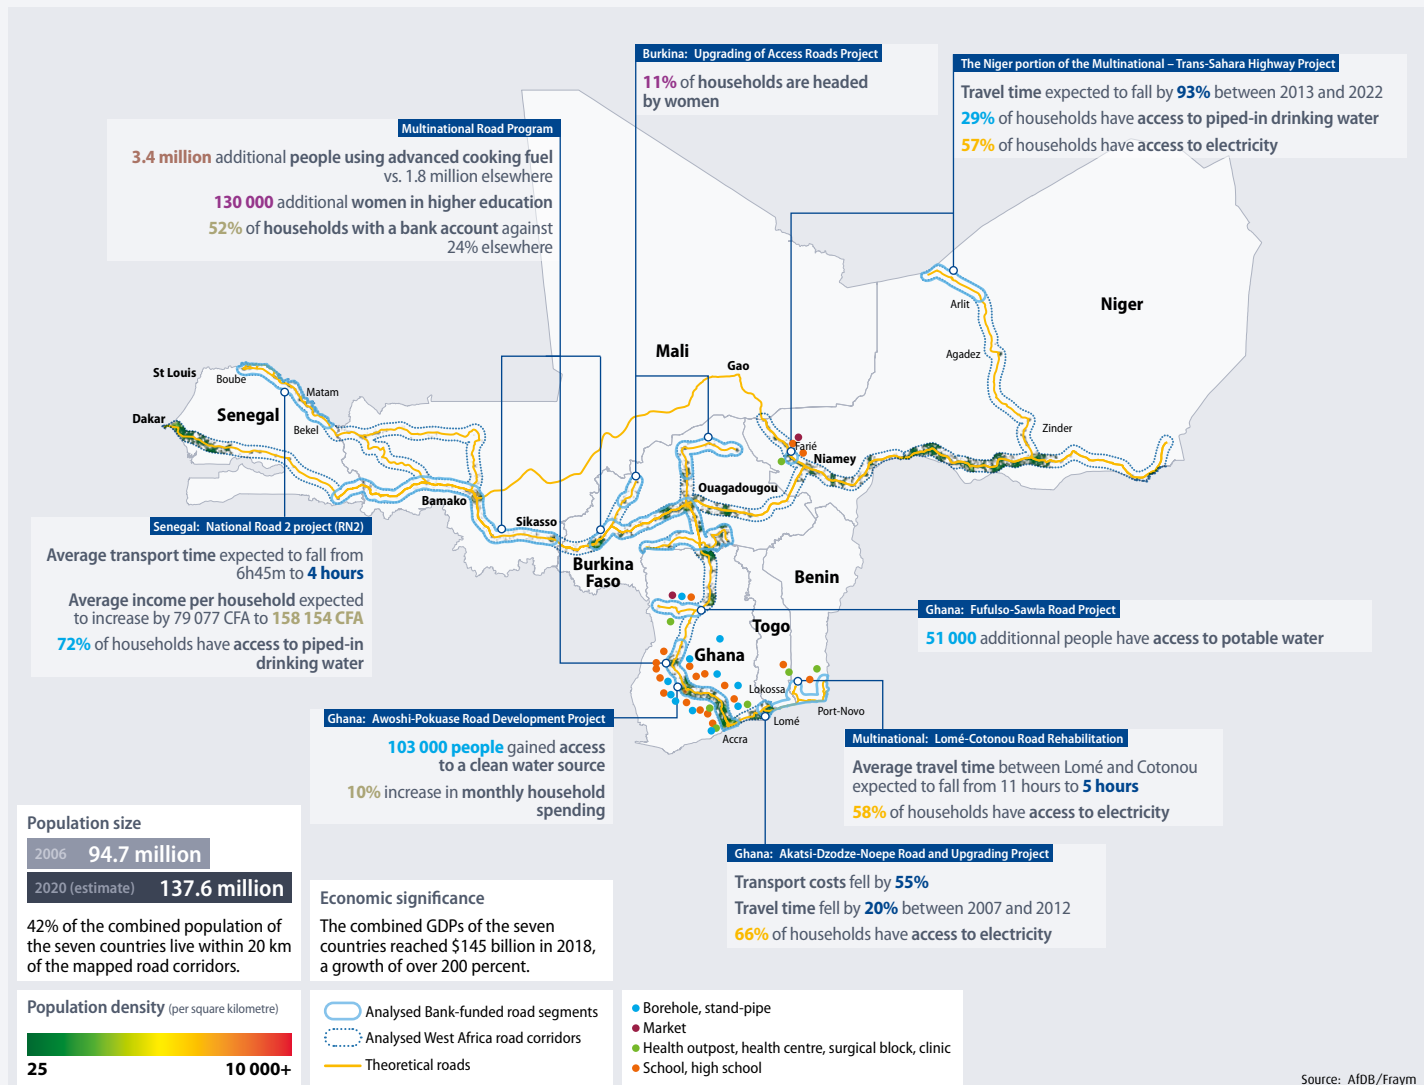 Burkina: Upgrading of Access Roads Project
11% of households are headed
by women
The Niger portion of the Multinational – Trans-Sahara Highway Project
Travel time expected to fall by 93% between 2013 and 2022
29% of households have access to piped-in drinking water
57% of households have access to electricity
Multinational Road Program
3.4 million additional people using advanced cooking fuel
vs. 1.8 million elsewhere
130 000 additional women in higher education
52% of households with a bank account against
24% elsewhere
Niger
Arlit
Agadez
Zinder
Mali
Gao
St Louis
Boube
Matam
Dakar
Senegal
Bekel
Farié
Niamey
Bamako
Ouagadougou
Sikasso
Burkina
Faso
Benin
Togo
Ghana
Lokossa
Lomé
Port-Novo
Accra
Senegal: National Road 2 project (RN2)
Average transport time expected to fall from
6h45m to 4 hours
Average income per household expected
to increase by 79 077 CFA to 158 154 CFA
72% of households have access to piped-in
drinking water
Ghana: Fufulso-Sawla Road Project
51 000 additionnal people have access to potable water
Ghana: Awoshi-Pokuase Road Development Project
103 000 people gained access
to a clean water source
10% increase in monthly household
spending
Multinational: Lomé-Cotonou Road Rehabilitation
Average travel time between Lomé and Cotonou
expected to fall from 11 hours to 5 hours
58% of households have access to electricity
Ghana: Akatsi-Dzodze-Noepe Road and Upgrading Project
Transport costs fell by 55%
Travel time fell by 20% between 2007 and 2012
66% of households have access to electricity
Population size
2006 94.7 million
2020 (estimate) 137.6 million
42% of the combined population of
the seven countries live within 20 km
of the mapped road corridors.
Economic significance
The combined GDPs of the seven
countries reached $145 billion in 2018,
a growth of over 200 percent.
Population density (per square kilometre)
25 10 000+
Analysed Bank-funded road segments
Analysed West Africa road corridors
Theoretical roads
Borehole, stand-pipe
Market
Health outpost, health centre, surgical block, clinic
School, high school
Source: AfDB/Fraym